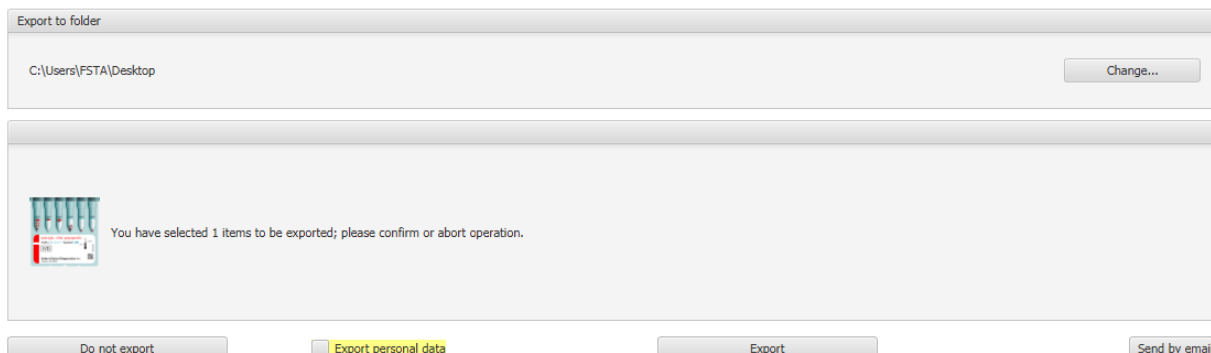 Export to folder
C:\Users\FSTA\Desktop
Change...
You have selected 1 items to be exported; please confirm or abort operation.
Do not export
Export personal data
Export
Send by email